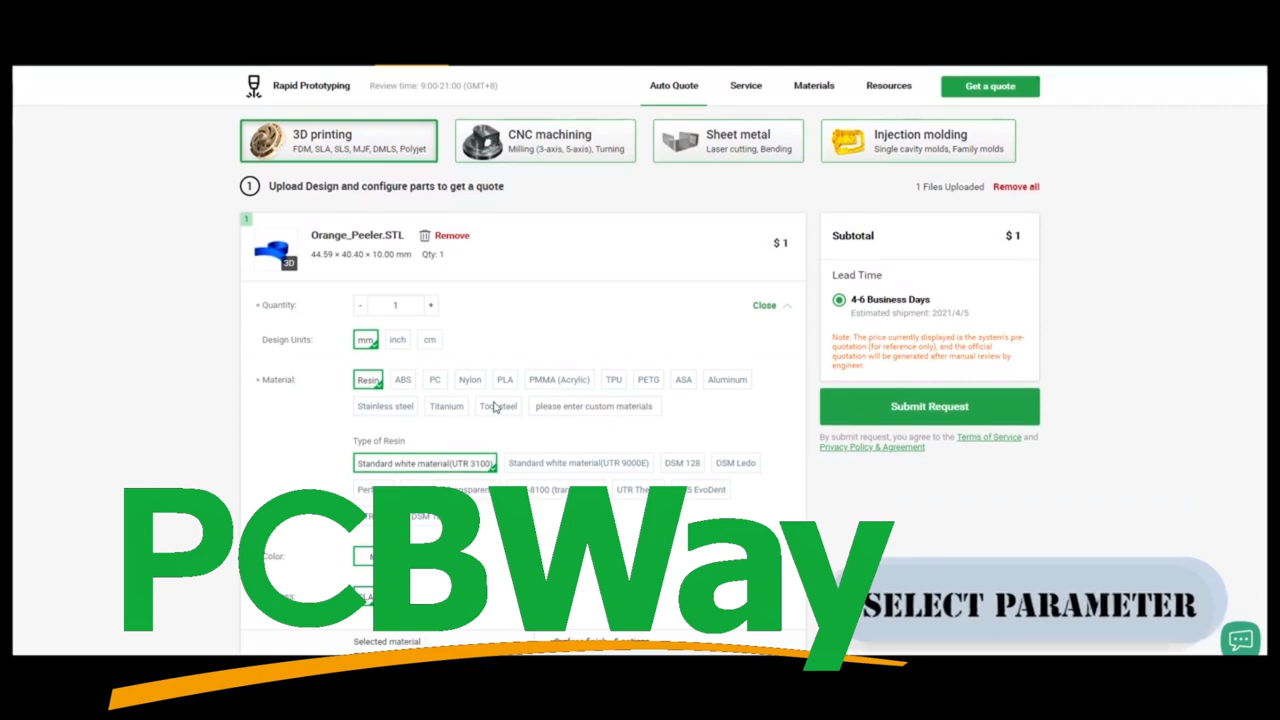 Rapid Prototyping Review time: 9:00-21:00 (GMT+8) Auto Quote Service Materials Resources Get a quote
3D printing
FDM, SLA, SLS, MJF, DMLS, Polyjet
CNC machining
Milling (3-axis, 5-axis), Turning
Sheet metal
Laser cutting, Bending
Injection molding
Single cavity molds, Family molds
1 Upload Design and configure parts to get a quote
1 Files Uploaded Remove all
1
Orange_Peeler.STL Remove
44.59 × 40.40 × 10.00 mm Qty: 1
$ 1
3D
* Quantity: - 1 + Close
Design Units: mm inch cm
* Material: Resin ABS PC Nylon PLA PMMA (Acrylic) TPU PETG ASA Aluminum
Stainless steel Titanium steel please enter custom materials
Type of Resin
Standard white material(UTR 3100) Standard white material(UTR 9000E) DSM 128 DSM Ledo
-8100 UTR EvoDent
Color:
Selected material
Subtotal $ 1
Lead Time
4-6 Business Days
Estimated shipment: 2021/4/5
Note: The price currently displayed is the system's pre-
quotation (for reference only), and the official
quotation will be generated after manual review by
engineer.
Submit Request
By submit request, you agree to the Terms of Service and
Privacy Policy & Agreement
PCBWay
SELECT PARAMETER